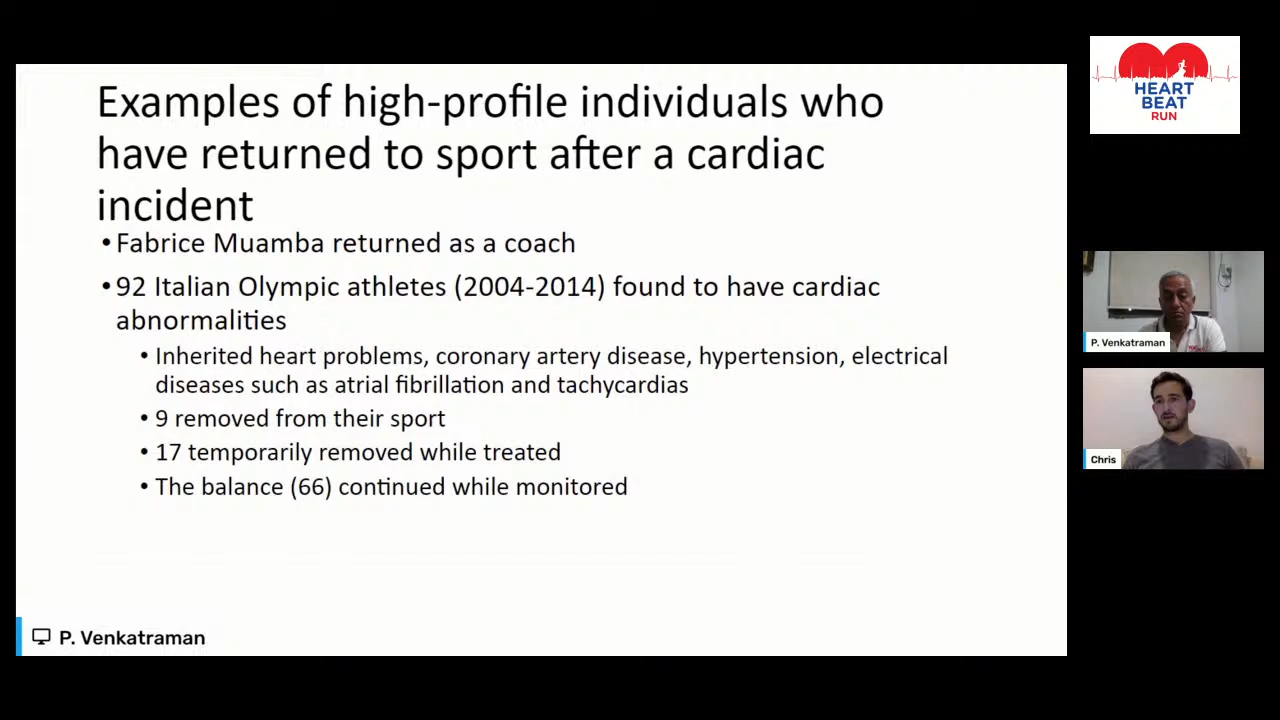 Examples of high-profile individuals who
have returned to sport after a cardiac
incident
•Fabrice Muamba returned as a coach
•92 Italian Olympic athletes (2004-2014) found to have cardiac
abnormalities
• Inherited heart problems, coronary artery disease, hypertension, electrical
diseases such as atrial fibrillation and tachycardias
• 9 removed from their sport
• 17 temporarily removed while treated
• The balance (66) continued while monitored
P. Venkatraman
HEART
BEAT
RUN
P. Venkatraman
Chris